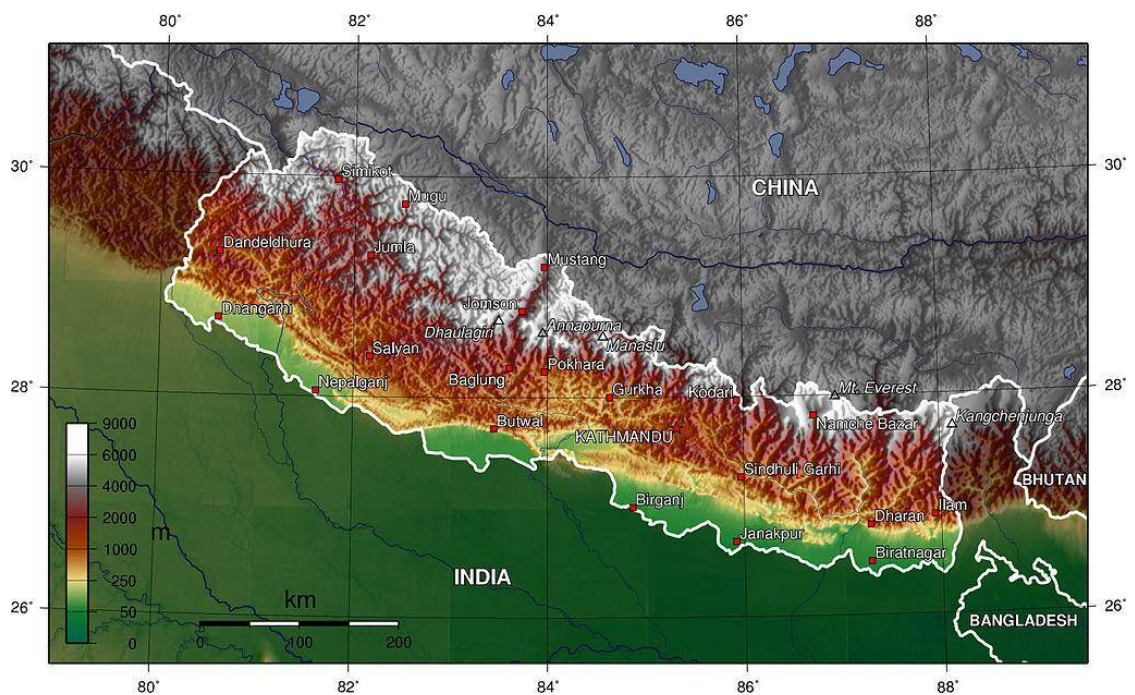 80°
82°
84°
86°
88°
30°
30°
CHINA
Simikot
Mugu
Dandeldhura
Jumla
Mustang
Jomson
Dhangarhi
Dhaulagiri
Annapurna
Manaslu
Salyan
Pokhara
28°
28°
Nepalganj
Baglung
Gurkha
Kodari
Mt. Everest
Namche Bazar
Kangchenjunga
9000
Butwal
KATHMANDU
6000
Sindhuli Garhi
BHUTAN
4000
Birganj
Dharan
Ilam
2000
m
Janakpur
1000
Biratnagar
250
INDIA
26°
50
km
26°
BANGLADESH
0
0
100
200
80°
82°
84°
86°
88°